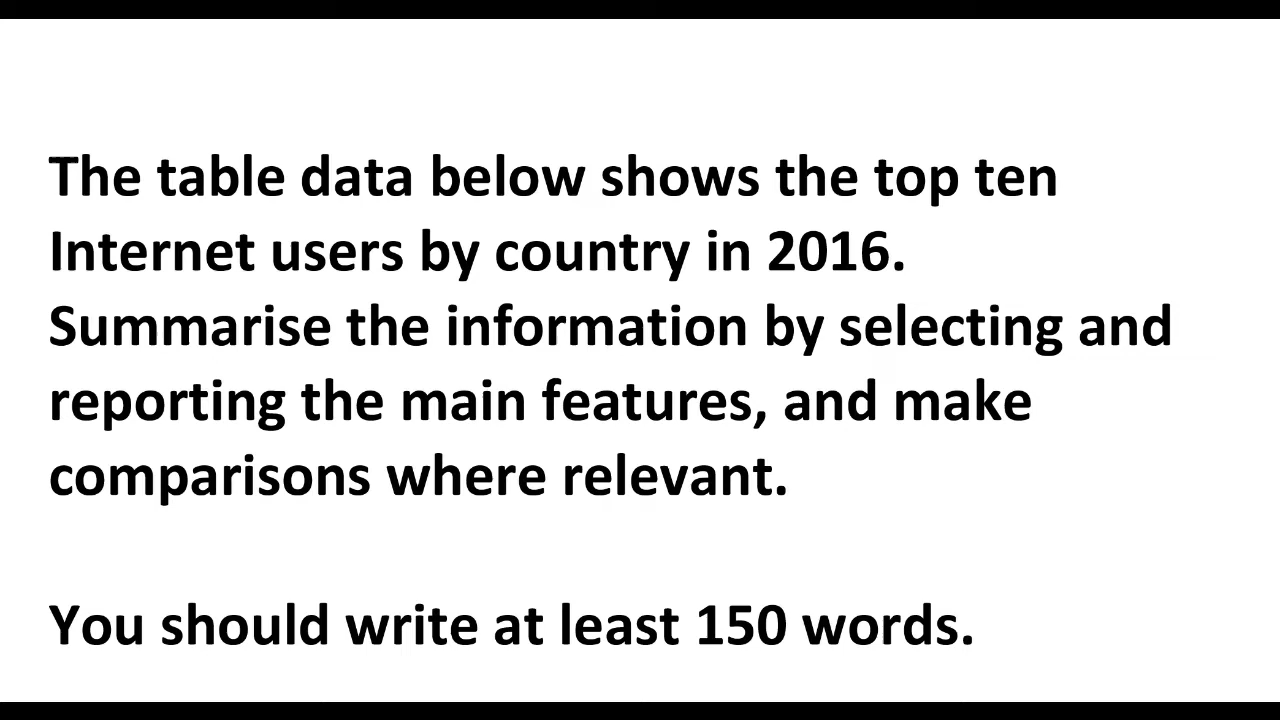 The table data below shows the top ten
Internet users by country in 2016.
Summarise the information by selecting and
reporting the main features, and make
comparisons where relevant.
You should write at least 150 words.